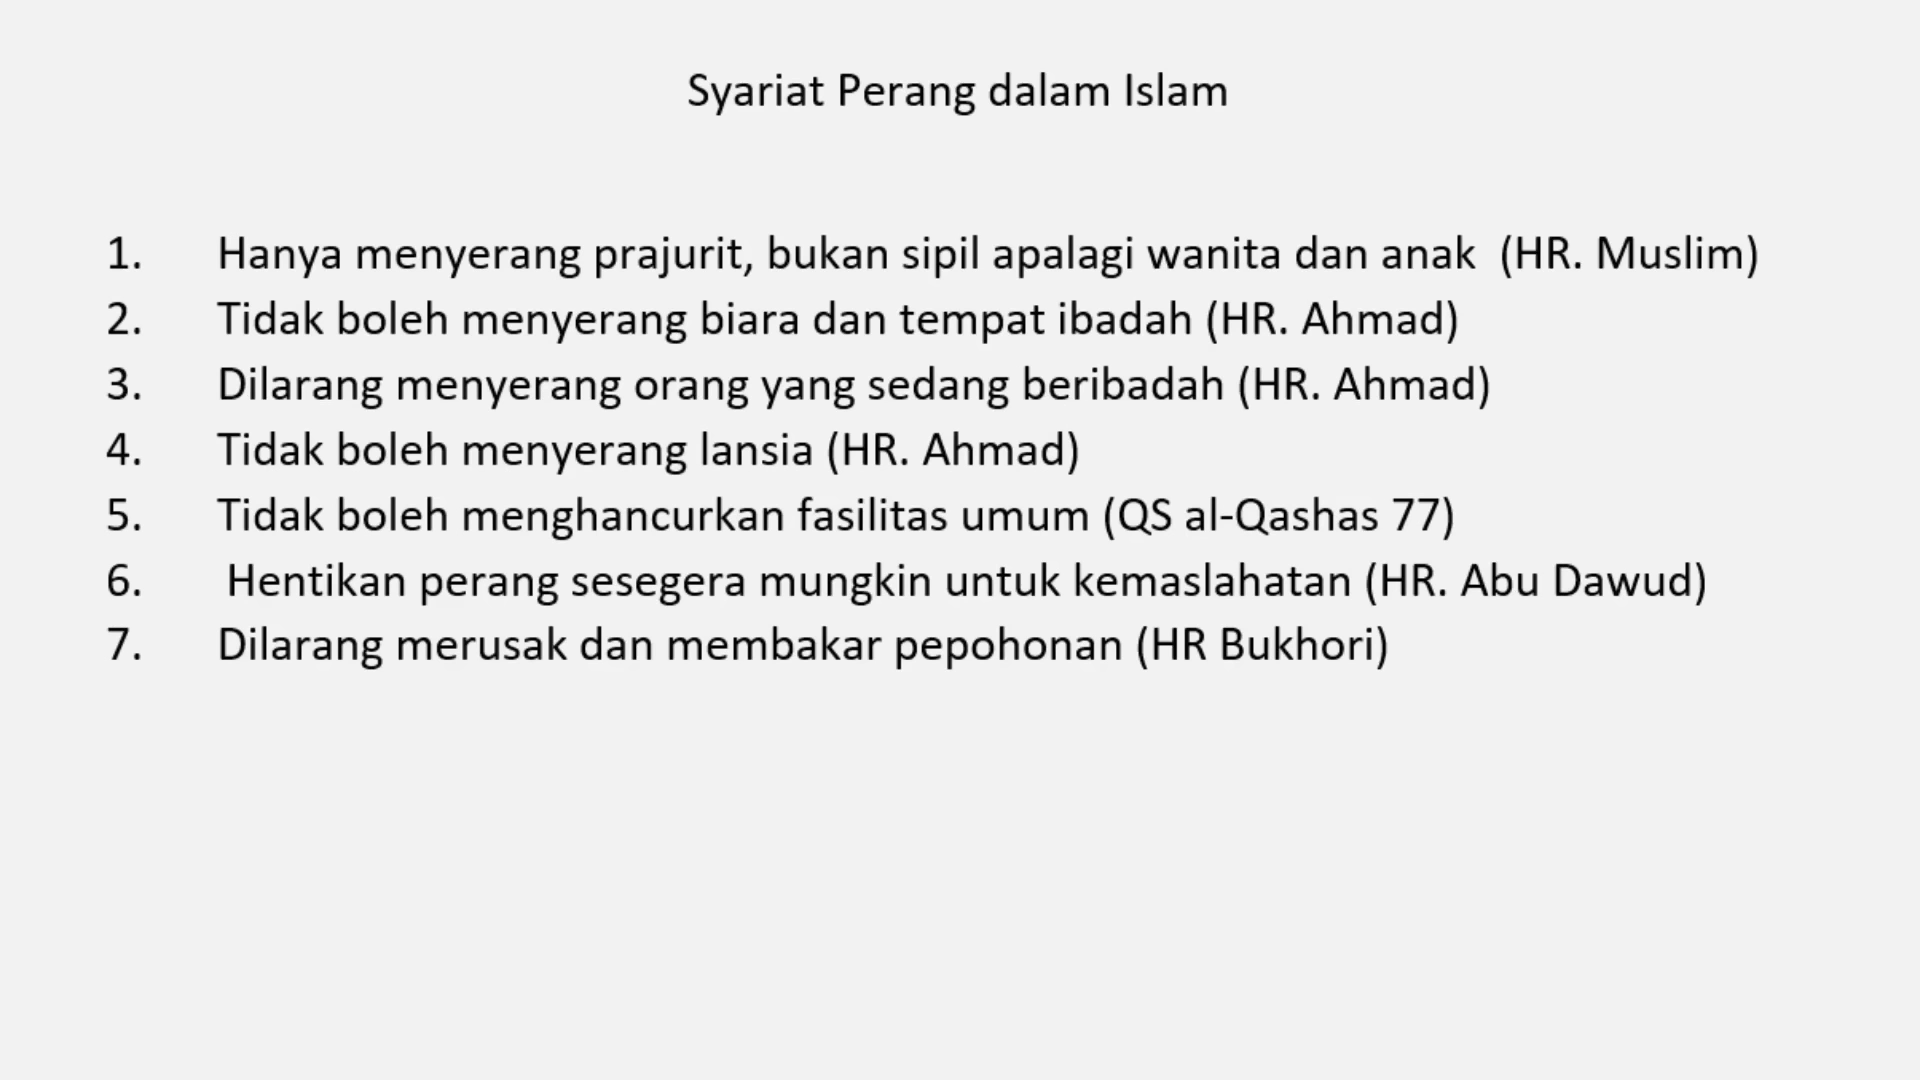 Syariat Perang dalam Islam
1. Hanya menyerang prajurit, bukan sipil apalagi wanita dan anak (HR. Muslim)
2. Tidak boleh menyerang biara dan tempat ibadah (HR. Ahmad)
3. Dilarang menyerang orang yang sedang beribadah (HR. Ahmad)
4. Tidak boleh menyerang lansia (HR. Ahmad)
5. Tidak boleh menghancurkan fasilitas umum (QS al-Qashas 77)
6. Hentikan perang sesegera mungkin untuk kemaslahatan (HR. Abu Dawud)
7. Dilarang merusak dan membakar pepohonan (HR Bukhori)